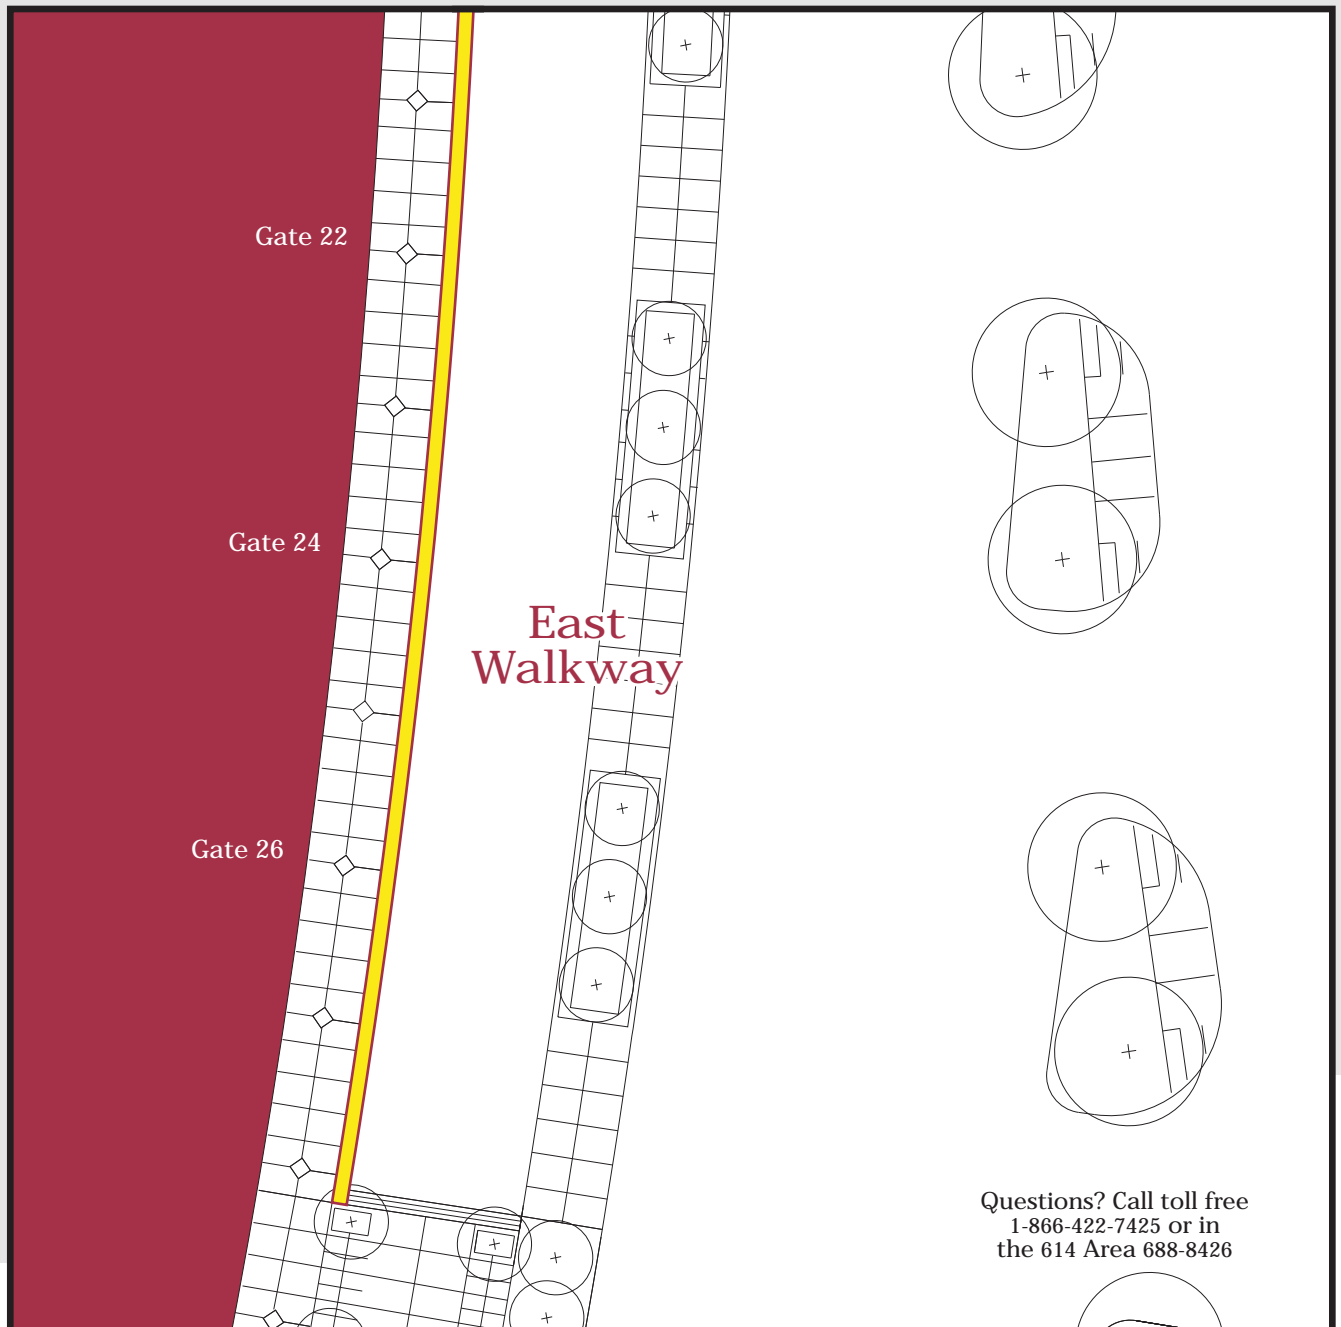 Gate 22
Gate 24
East
Walkway
Gate 26
Questions? Call toll free
1-866-422-7425 or in
the 614 Area 688-8426